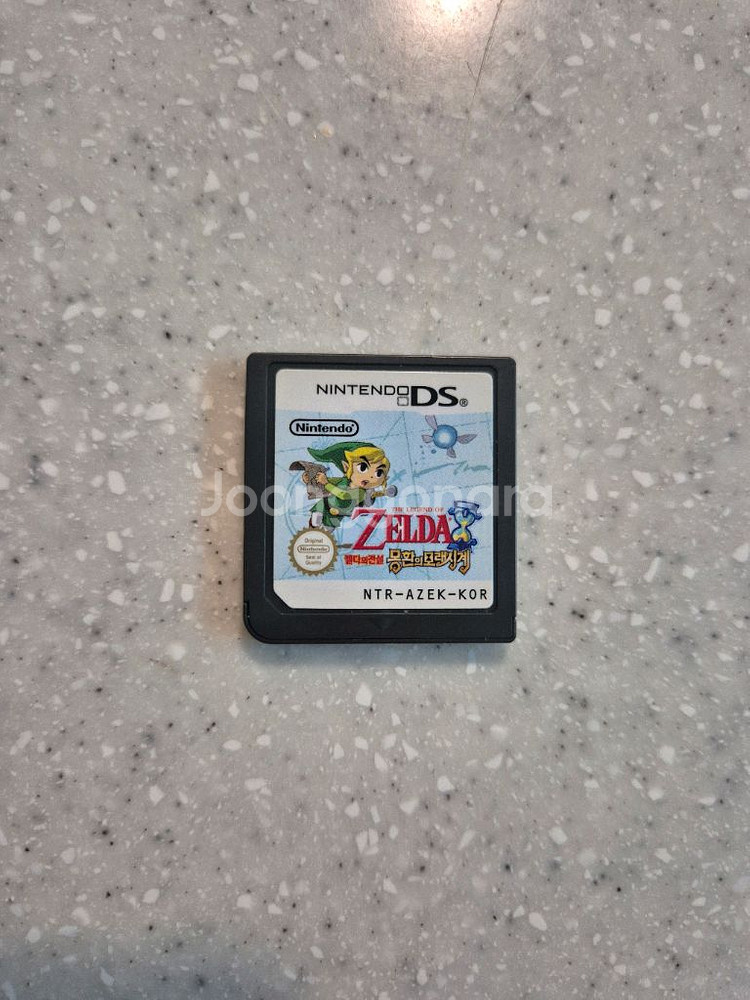 NINTENDO DS®
Nintendo®
Joonggonara
THE LEGEND OF
ZELDA
젤다의 전설 몽환의 모래시계
Original
Nintendo
Seal of
Quality
NTR-AZEK-KOR